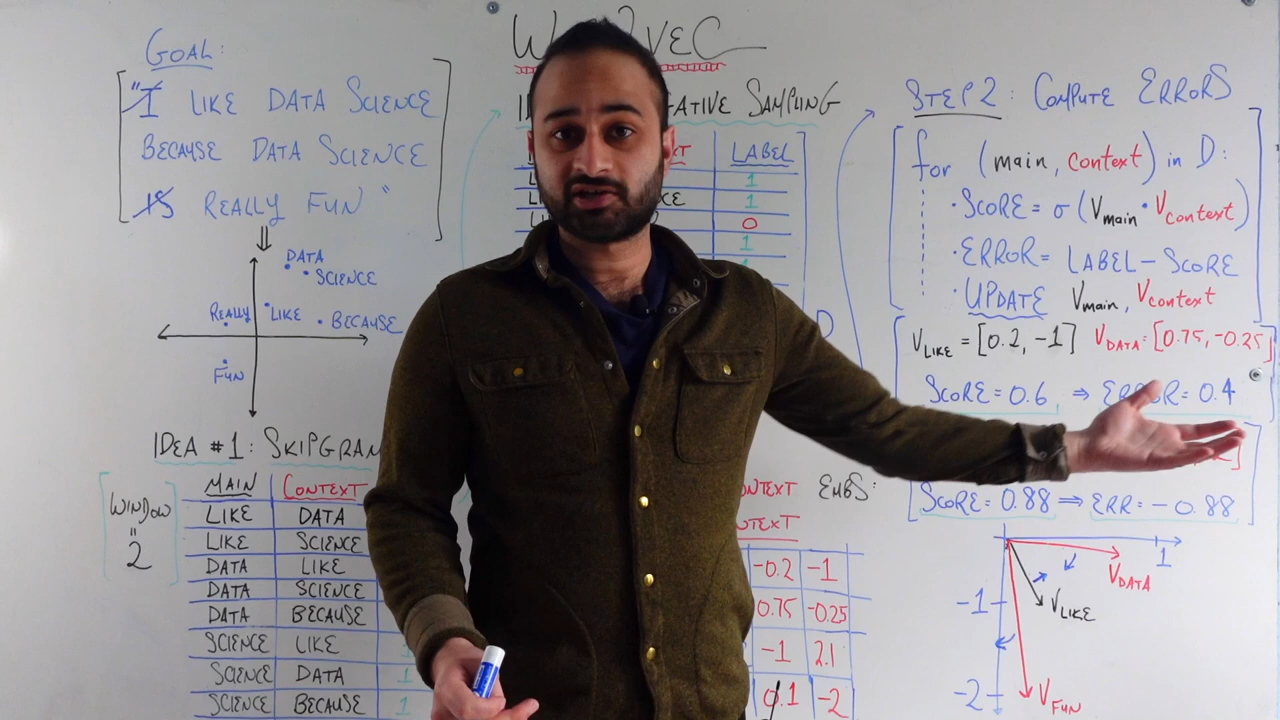 GOAL:
"I LIKE DATA SCIENCE
BECAUSE DATA SCIENCE
IS REALLY FUN"
DATA
SCIENCE
REALLY
LIKE
BECAUSE
FUN
IDEA #1: SKIPGRAM
WINDOW
"
2
MAIN CONTEXT
LIKE DATA
LIKE SCIENCE
DATA LIKE
DATA SCIENCE
DATA BECAUSE
SCIENCE LIKE
SCIENCE DATA
SCIENCE BECAUSE 1
VEC
SAMPLING
LABEL
1
1
0
1
D
EMBS:
-0.2 -1
0.75 -0.25
-1 2.1
0.1 -2
STEP 2: COMPUTE ERRORS
for (main, context) in D:
· SCORE = σ (Vmain · Vcontext)
· ERROR = LABEL - SCORE
· UPDATE Vmain, Vcontext
VLIKE = [0.2, -1] VDATA: [0.75, -0.25]
SCORE = 0.6 ⇒ ERROR = 0.4
SCORE = 0.88 ⇒ ERR = -0.88
1
VDATA
-1
VLIKE
-2
VFUN